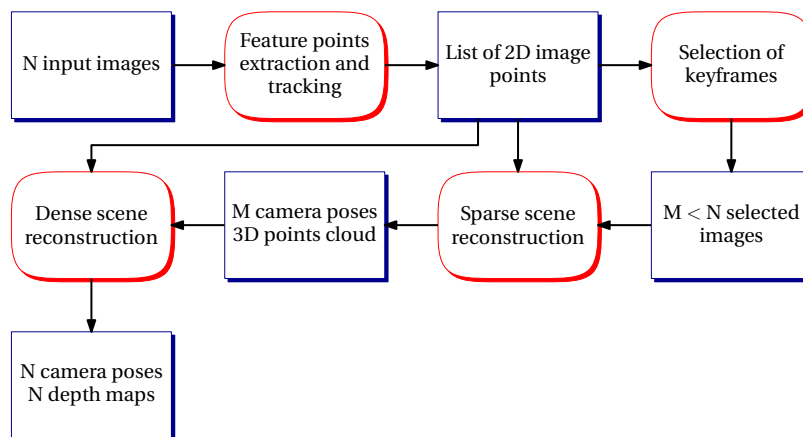 N input images
Feature points
extraction and
tracking
List of 2D image
points
Selection of
keyframes
Dense scene
reconstruction
M camera poses
3D points cloud
Sparse scene
reconstruction
M < N selected
images
N camera poses
N depth maps